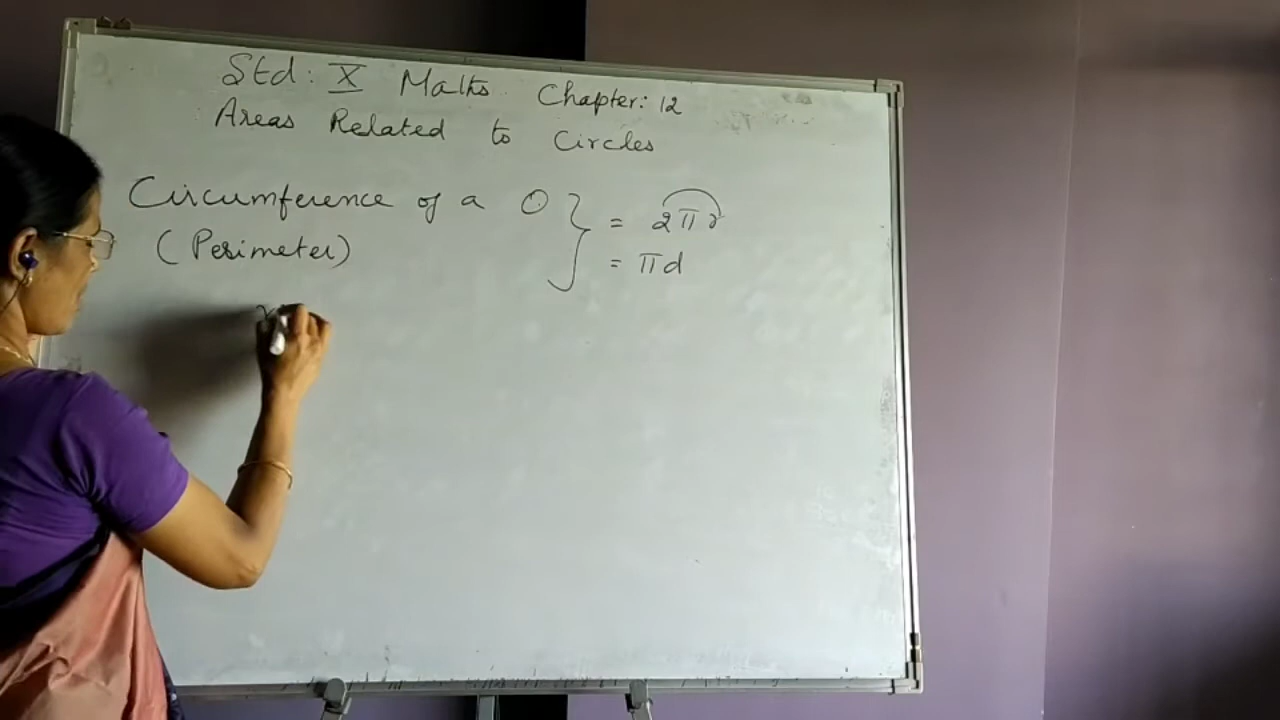 Std: X Maths Chapter: 12
Areas Related to Circles
Circumference of a ⊙ } = 2πr
(Perimeter) = πd